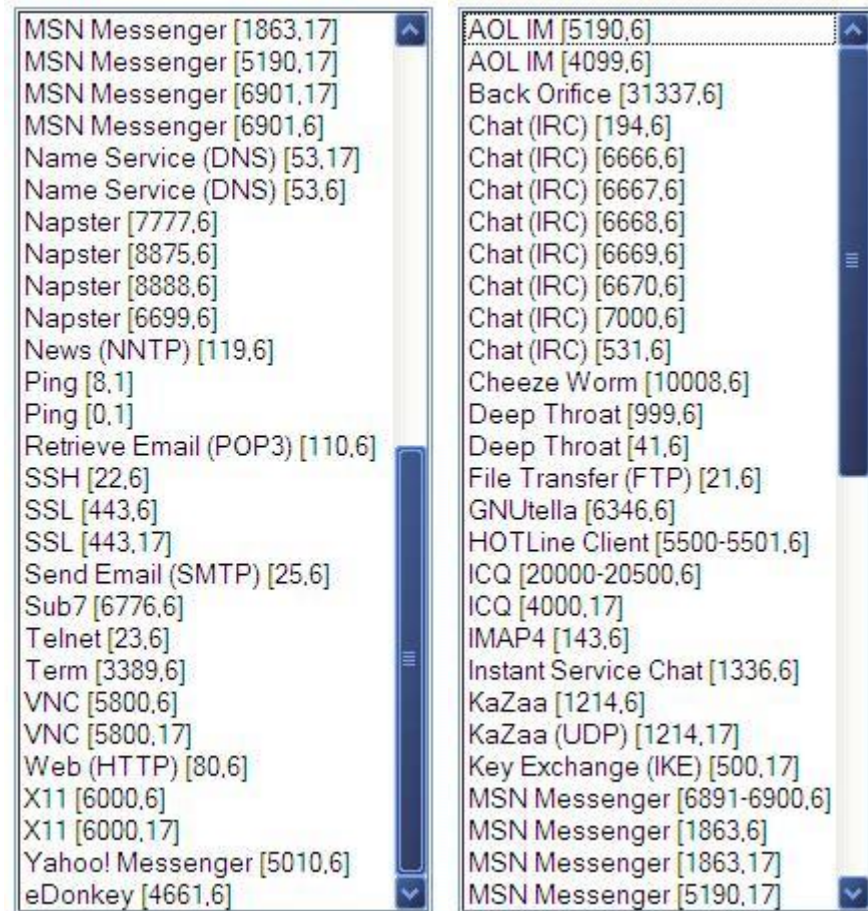 MSN Messenger [1863,17]
MSN Messenger [5190,17]
MSN Messenger [6901,17]
MSN Messenger [6901,6]
Name Service (DNS) [53,17]
Name Service (DNS) [53,6]
Napster [7777,6]
Napster [8875,6]
Napster [8888,6]
Napster [6699,6]
News (NNTP) [119,6]
Ping [8,1]
Ping [0,1]
Retrieve Email (POP3) [110,6]
SSH [22,6]
SSL [443,6]
SSL [443,17]
Send Email (SMTP) [25,6]
Sub7 [6776,6]
Telnet [23,6]
Term [3389,6]
VNC [5800,6]
VNC [5800,17]
Web (HTTP) [80,6]
X11 [6000,6]
X11 [6000,17]
Yahoo! Messenger [5010,6]
eDonkey [4661,6]
AOL IM [5190,6]
AOL IM [4099,6]
Back Orifice [31337,6]
Chat (IRC) [194,6]
Chat (IRC) [6666,6]
Chat (IRC) [6667,6]
Chat (IRC) [6668,6]
Chat (IRC) [6669,6]
Chat (IRC) [6670,6]
Chat (IRC) [7000,6]
Chat (IRC) [531,6]
Cheeze Worm [10008,6]
Deep Throat [999,6]
Deep Throat [41,6]
File Transfer (FTP) [21,6]
GNUtella [6346,6]
HOTLine Client [5500-5501,6]
ICQ [20000-20500,6]
ICQ [4000,17]
IMAP4 [143,6]
Instant Service Chat [1336,6]
KaZaa [1214,6]
KaZaa (UDP) [1214,17]
Key Exchange (IKE) [500,17]
MSN Messenger [6891-6900,6]
MSN Messenger [1863,6]
MSN Messenger [1863,17]
MSN Messenger [5190,17]